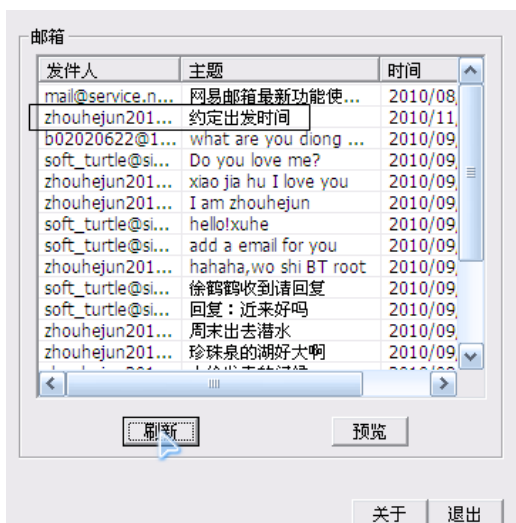 邮箱
发件人 主题 时间
mail@service.n... 网易邮箱最新功能使... 2010/08
zhouhejun201... 约定出发时间 2010/11
b02020622@1... what are you diong ... 2010/09
soft_turtle@si... Do you love me? 2010/09
zhouhejun201... xiao jia hu I love you 2010/09
zhouhejun201... I am zhouhejun 2010/09
soft_turtle@si... hello!xuhe 2010/09
soft_turtle@si... add a email for you 2010/09
zhouhejun201... hahaha,wo shi BT root 2010/09
soft_turtle@si... 徐鹤鹤收到请回复 2010/09
soft_turtle@si... 回复：近来好吗 2010/09
zhouhejun201... 周末出去潜水 2010/09
zhouhejun201... 珍珠泉的湖好大啊 2010/09
刷新 预览
关于 退出